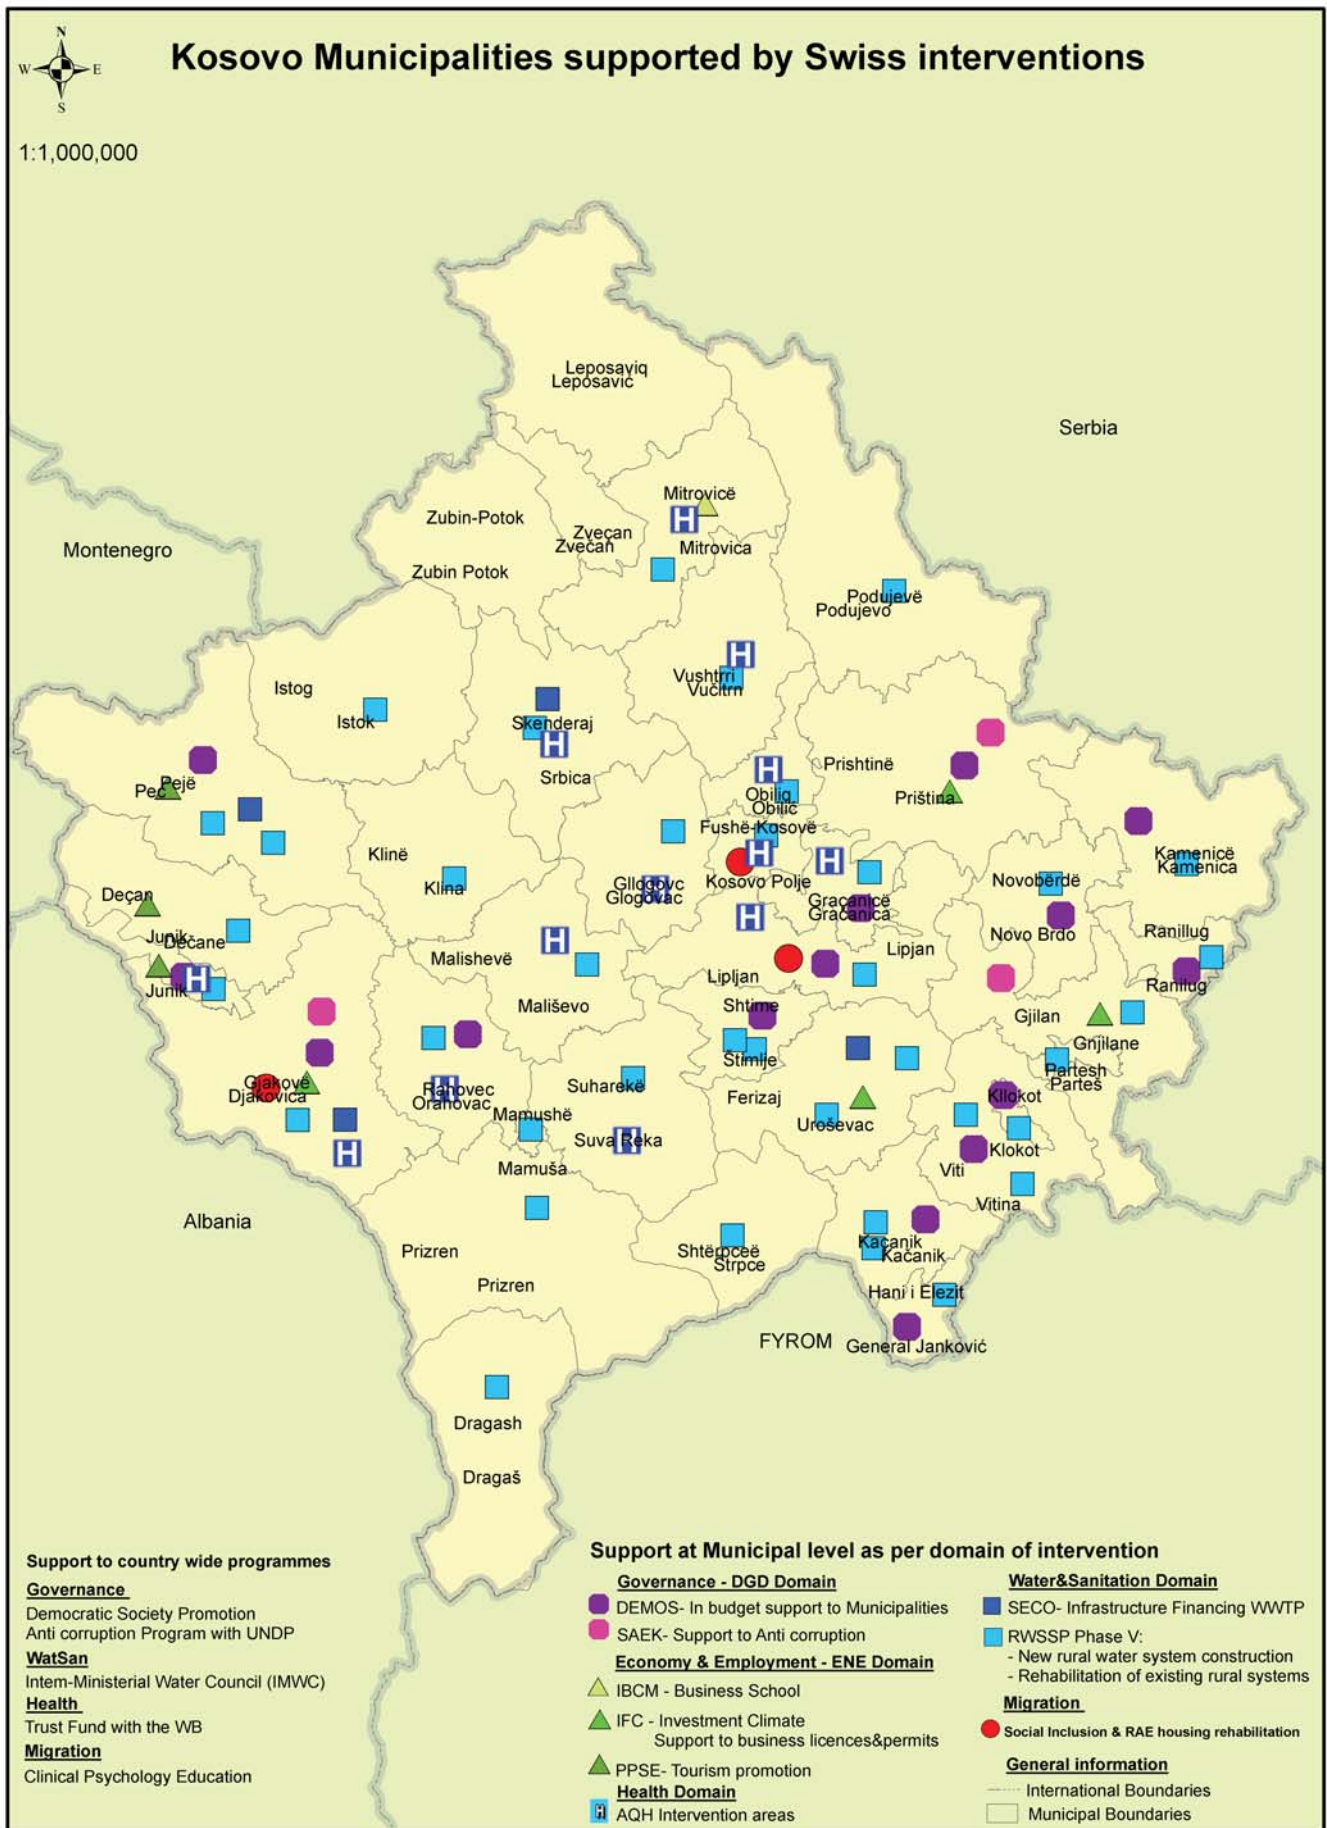 Kosovo Municipalities supported by Swiss interventions
N
W E
S
1:1,000,000
Leposaviq
Leposavić
Serbia
Mitrovicë
Zubin-Potok
Zveçan
Zvečan
Mitrovica
Montenegro
Zubin Potok
Podujevë
Podujevo
Vushtrri
Vučitrn
Istog
Istok
Skenderaj
Srbica
Prishtinë
Pejë
Peć
Priština
Obiliq
Obilić
Fushë-Kosovë
Kamenicë
Kamenica
Klinë
Klina
Kosovo Polje
Novobërdë
Gllogovc
Glogovac
Deçan
Graçanicë
Gračanica
Ranillug
Junik
Dečane
Novo Brdo
Lipjan
Malishevë
Lipljan
Ranilug
Junik
Mališevo
Shtime
Gjilan
Gnjilane
Štimlje
Partesh
Parteš
Gjakovë
Djakovica
Rahovec
Orahovac
Suharekë
Ferizaj
Kllokot
Mamushë
Uroševac
Suva Reka
Klokot
Mamuša
Viti
Vitina
Albania
Prizren
Shtërpceë
Strpce
Kaçanik
Kačanik
Prizren
Hani i Elezit
FYROM
General Janković
Dragash
Dragaš
Support to country wide programmes
Governance
Democratic Society Promotion
Anti corruption Program with UNDP
WatSan
Intem-Ministerial Water Council (IMWC)
Health
Trust Fund with the WB
Migration
Clinical Psychology Education
Support at Municipal level as per domain of intervention
Governance - DGD Domain
DEMOS- In budget support to Municipalities
SAEK- Support to Anti corruption
Economy & Employment - ENE Domain
IBCM - Business School
IFC - Investment Climate
Support to business licences&permits
PPSE- Tourism promotion
Health Domain
H AQH Intervention areas
Water&Sanitation Domain
SECO- Infrastructure Financing WWTP
RWSSP Phase V:
- New rural water system construction
- Rehabilitation of existing rural systems
Migration
Social Inclusion & RAE housing rehabilitation
General information
International Boundaries
Municipal Boundaries